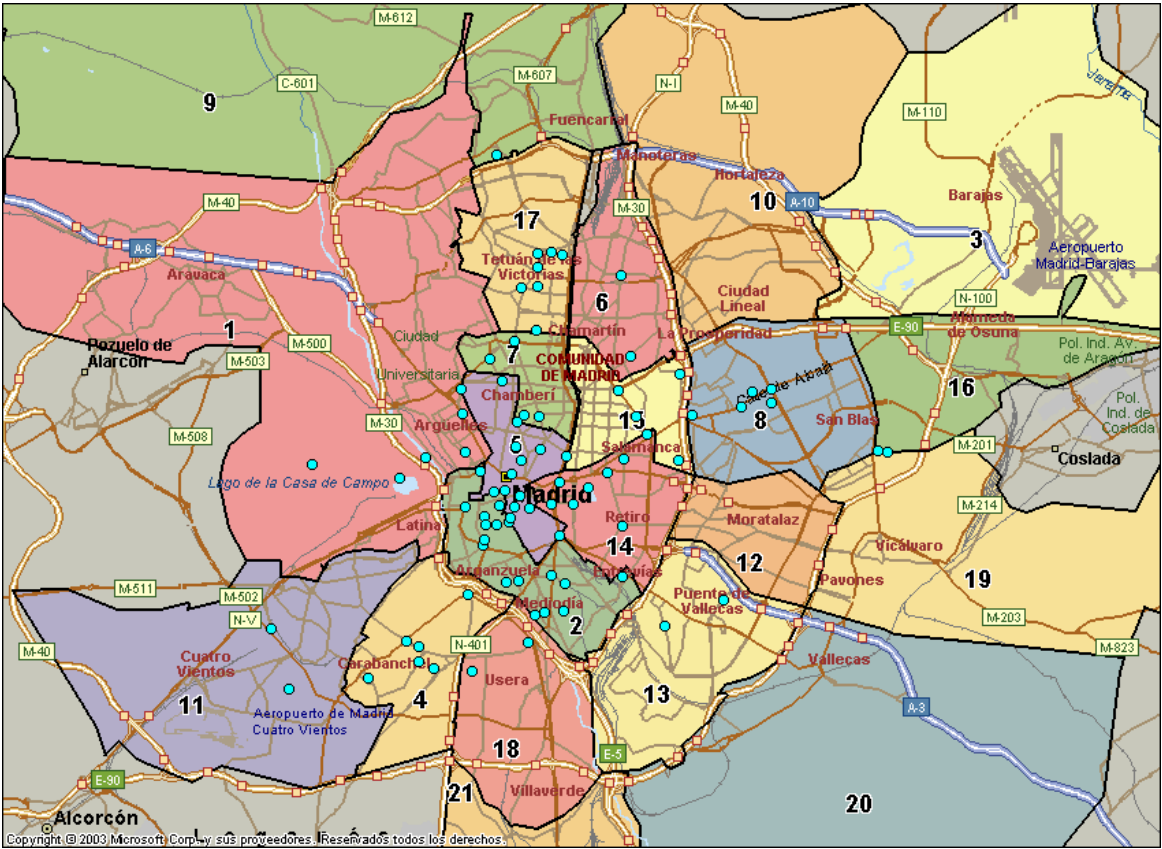 M-612
C-601
M-607
N-I
M-40
M-110
Jarama
9
Fuencarral
Manoteras
Hortaleza
Barajas
M-40
M-30
10
A-10
17
3
A-6
Aravaca
Tetuán de las
Victorias
Aeropuerto
Madrid-Barajas
6
Ciudad
Lineal
N-100
1
Ciudad
Universitaria
Chamartín
La Prosperidad
E-90
Alameda
de Osuna
Pozuelo de
Alarcón
M-500
M-503
7
COMUNIDAD
DE MADRID
Pol. Ind. Av.
de Aragón
16
Chamberí
Calle de Alcalá
M-30
Argüelles
15
8
San Blas
Pol.
Ind. de
Coslada
M-508
5
Salamanca
M-201
Coslada
Lago de la Casa de Campo
Madrid
M-214
Latina
Retiro
Moratalaz
14
Vicálvaro
12
19
Arganzuela
Entrevías
Pavones
M-511
M-502
Mediodía
Puente de
Vallecas
N-V
2
M-203
N-401
M-823
M-40
Cuatro
Vientos
Carabanchel
Usera
Vallecas
11
4
13
Aeropuerto de Madrid
Cuatro Vientos
A-3
18
E-5
E-90
21
Villaverde
20
Alcorcón
Copyright © 2003 Microsoft Corp. y sus proveedores. Reservados todos los derechos.